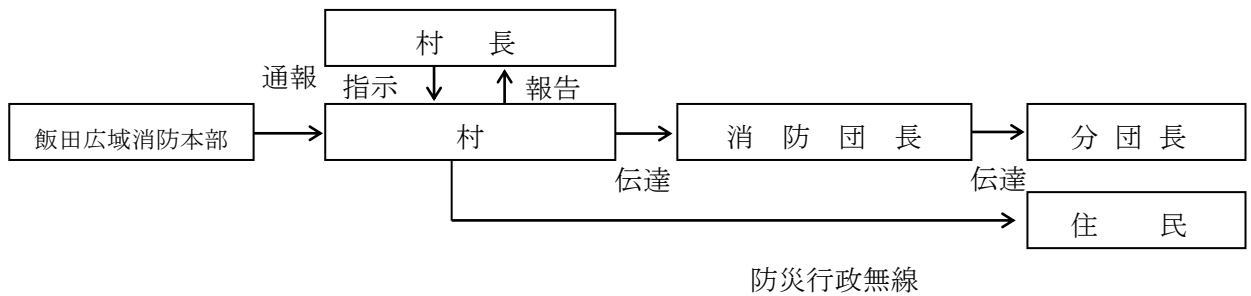 村長
通報
指示
報告
飯田広域消防本部
村
消防団長
分団長
伝達
伝達
住民
防災行政無線